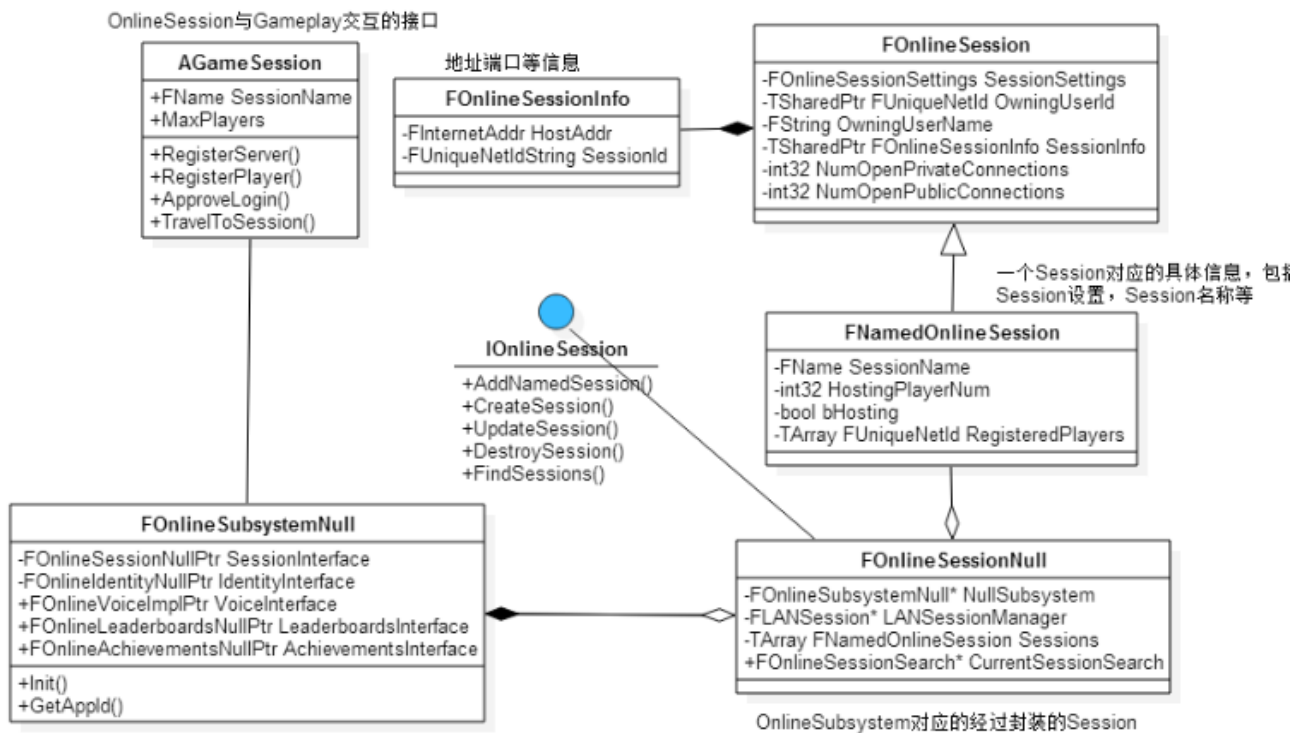 OnlineSession与Gameplay交互的接口
AGameSession
+FName SessionName
+MaxPlayers
+RegisterServer()
+RegisterPlayer()
+ApproveLogin()
+TravelToSession()
地址端口等信息
FOnlineSessionInfo
-FInternetAddr HostAddr
-FUniqueNetIdString SessionId
FOnlineSession
-FOnlineSessionSettings SessionSettings
-TSharedPtr FUniqueNetId OwningUserId
-FString OwningUserName
-TSharedPtr FOnlineSessionInfo SessionInfo
-int32 NumOpenPrivateConnections
-int32 NumOpenPublicConnections
一个Session对应的具体信息，包括
Session设置，Session名称等
FNamedOnlineSession
-FName SessionName
-int32 HostingPlayerNum
-bool bHosting
-TArray FUniqueNetId RegisteredPlayers
IOnlineSession
+AddNamedSession()
+CreateSession()
+UpdateSession()
+DestroySession()
+FindSessions()
FOnlineSubsystemNull
-FOnlineSessionNullPtr SessionInterface
-FOnlineIdentityNullPtr IdentityInterface
+FOnlineVoiceImplPtr VoiceInterface
+FOnlineLeaderboardsNullPtr LeaderboardsInterface
+FOnlineAchievementsNullPtr AchievementsInterface
+Init()
+GetAppId()
FOnlineSessionNull
-FOnlineSubsystemNull* NullSubsystem
-FLANSession* LANSessionManager
-TArray FNamedOnlineSession Sessions
+FOnlineSessionSearch* CurrentSessionSearch
OnlineSubsystem对应的经过封装的Session